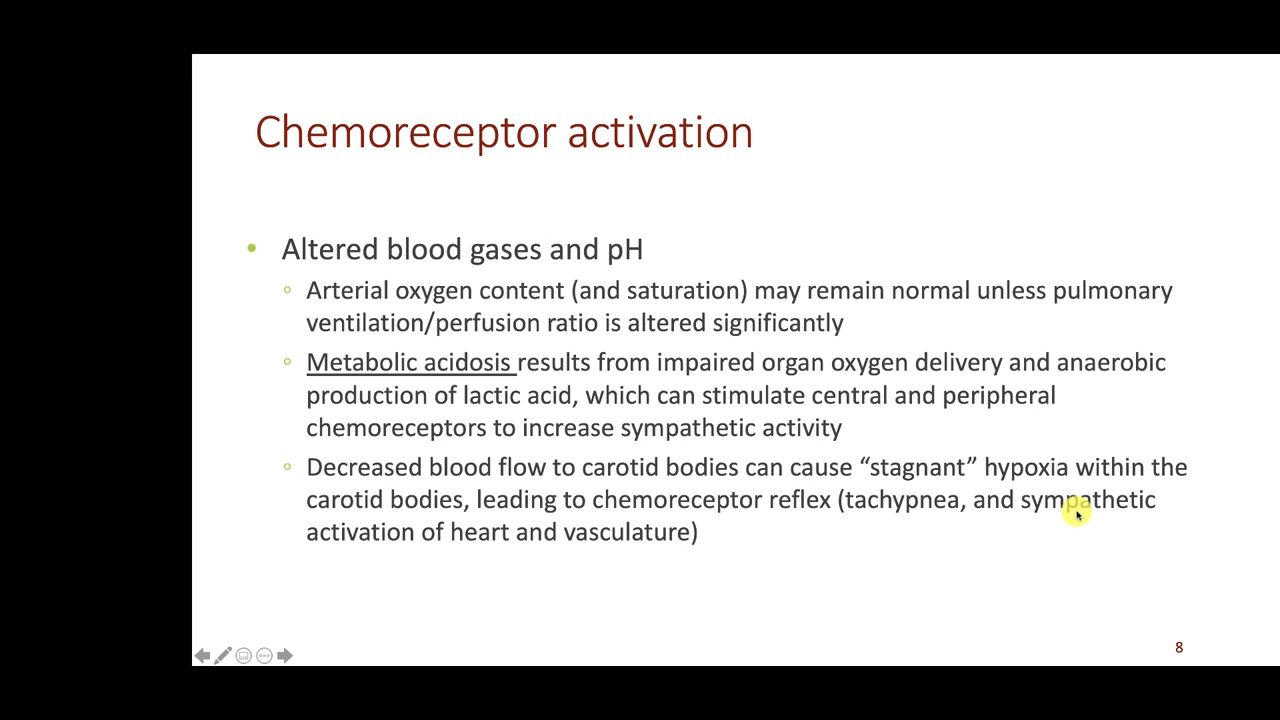 Chemoreceptor activation
• Altered blood gases and pH
◦ Arterial oxygen content (and saturation) may remain normal unless pulmonary
ventilation/perfusion ratio is altered significantly
◦ Metabolic acidosis results from impaired organ oxygen delivery and anaerobic
production of lactic acid, which can stimulate central and peripheral
chemoreceptors to increase sympathetic activity
◦ Decreased blood flow to carotid bodies can cause “stagnant” hypoxia within the
carotid bodies, leading to chemoreceptor reflex (tachypnea, and sympathetic
activation of heart and vasculature)
8